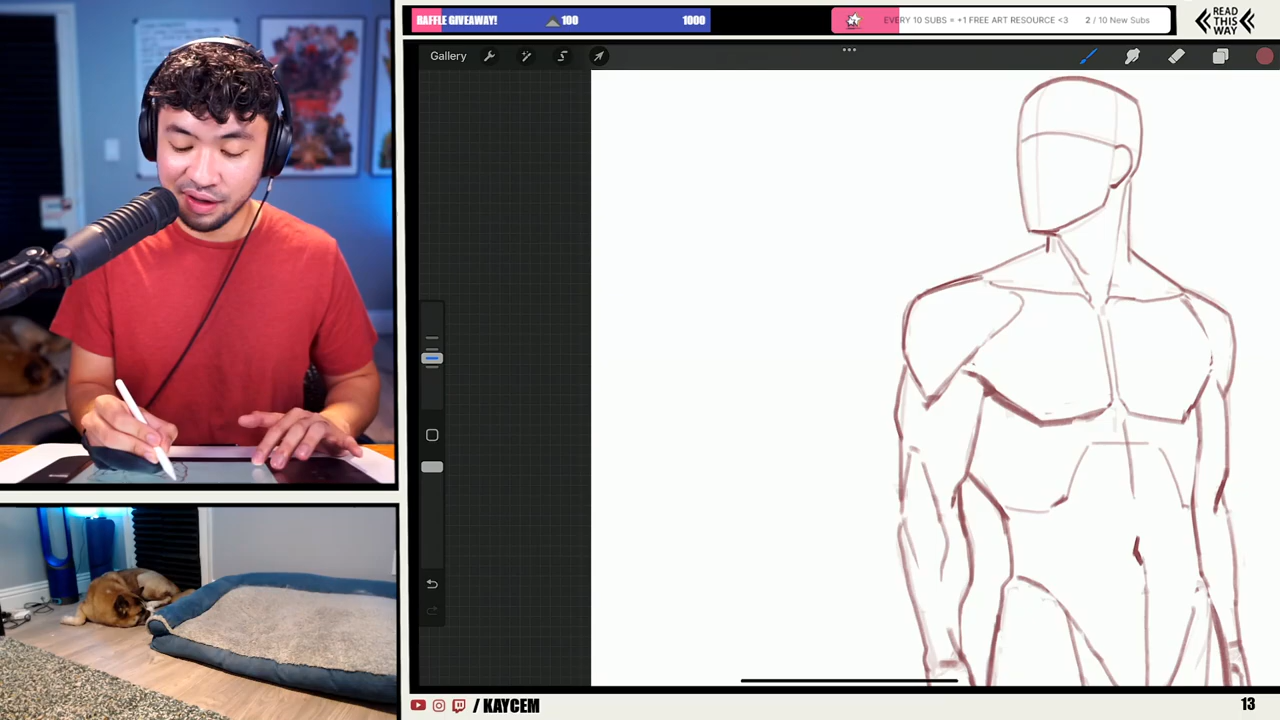 RAFFLE GIVEAWAY! 100 1000
EVERY 10 SUBS = +1 FREE ART RESOURCE <3 2 / 10 New Subs
READ
THIS
WAY
Gallery
/ KAYCEM
13